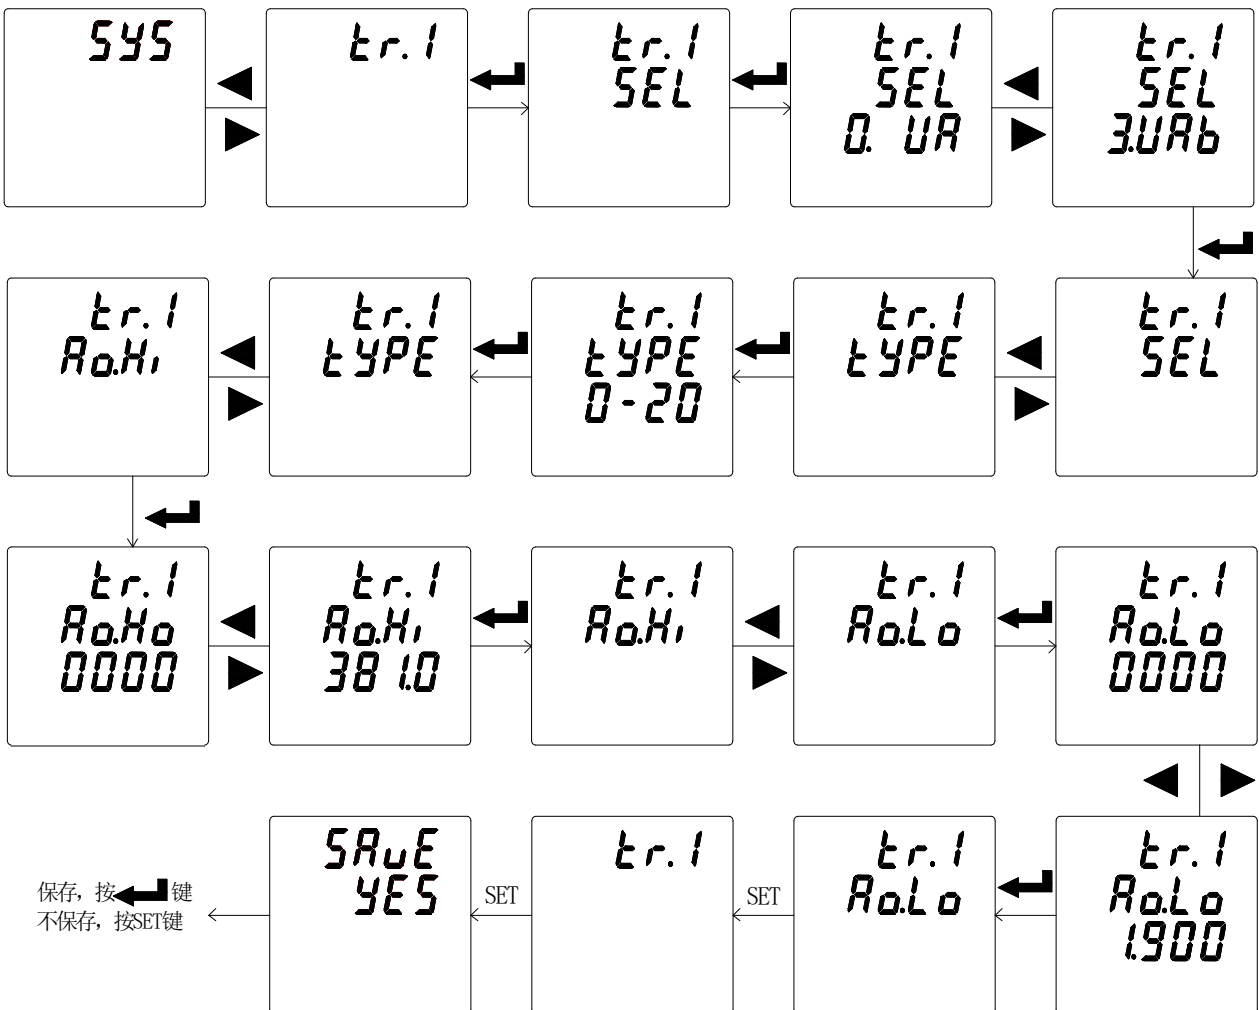 SYS
tr.1
tr.1
SEL
tr.1
SEL
0. UA
tr.1
SEL
3.UAb
tr.1
Ao.Hi
tr.1
tYPE
tr.1
tYPE
0-20
tr.1
tYPE
tr.1
SEL
tr.1
Ao.Ho
0000
tr.1
Ao.Hi
381.0
tr.1
Ao.Hi
tr.1
Ao.Lo
tr.1
Ao.Lo
0000
保存，按 键
不保存，按SET键
SAvE
YES
SET
tr.1
SET
tr.1
Ao.Lo
tr.1
Ao.Lo
1.900